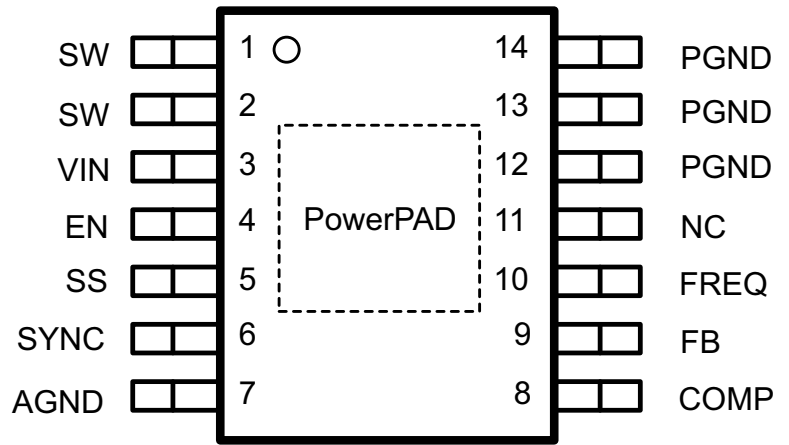 SW 1 14 PGND
SW 2 13 PGND
VIN 3 12 PGND
EN 4 PowerPAD 11 NC
SS 5 10 FREQ
SYNC 6 9 FB
AGND 7 8 COMP